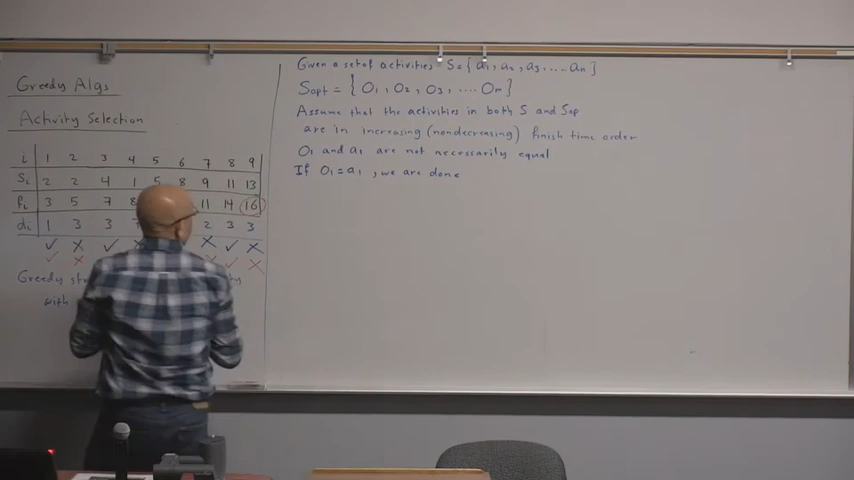 Greedy Algs
Activity Selection
i 1 2 3 4 5 6 7 8 9
Si 2 2 4 1 5 8 9 11 13
fi 3 5 7 8 11 14 16
di 1 3 3 2 3 3
✓ X ✓ X ✓ X
✓ X X ✓ X
Greedy
with
Given a set of activities S = {a1, a2, a3, .... an}
Sopt = {O1, O2, O3, .... Om}
Assume that the activities in both S and Sop
are in increasing (nondecreasing) finish time order
O1 and a1 are not necessarily equal
If O1 = a1, we are done